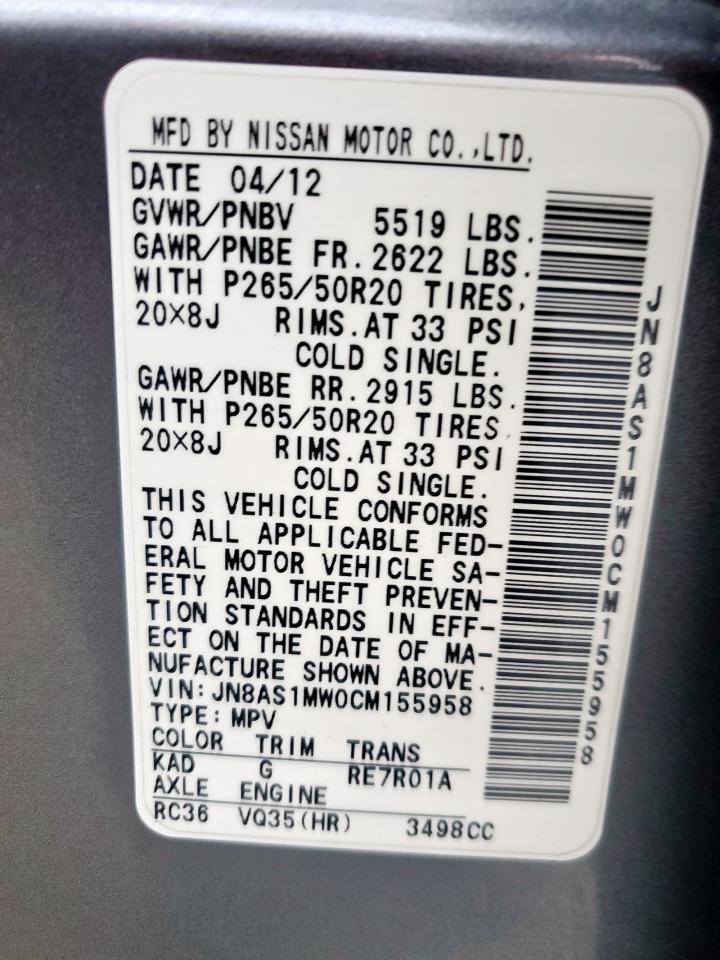 MFD BY NISSAN MOTOR CO.,LTD.
DATE 04/12
GVWR/PNBV 5519 LBS.
GAWR/PNBE FR.2622 LBS.
WITH P265/50R20 TIRES,
20×8J RIMS.AT 33 PSI
COLD SINGLE.
GAWR/PNBE RR.2915 LBS.
WITH P265/50R20 TIRES,
20×8J RIMS.AT 33 PSI
COLD SINGLE.
THIS VEHICLE CONFORMS
TO ALL APPLICABLE FED-
ERAL MOTOR VEHICLE SA-
FETY AND THEFT PREVEN-
TION STANDARDS IN EFF-
ECT ON THE DATE OF MA-
NUFACTURE SHOWN ABOVE.
VIN:JN8AS1MW0CM155958
TYPE:MPV
COLOR TRIM TRANS
KAD G RE7R01A
AXLE ENGINE
RC36 VQ35(HR) 3498CC
JN8AS1MW0CM155958